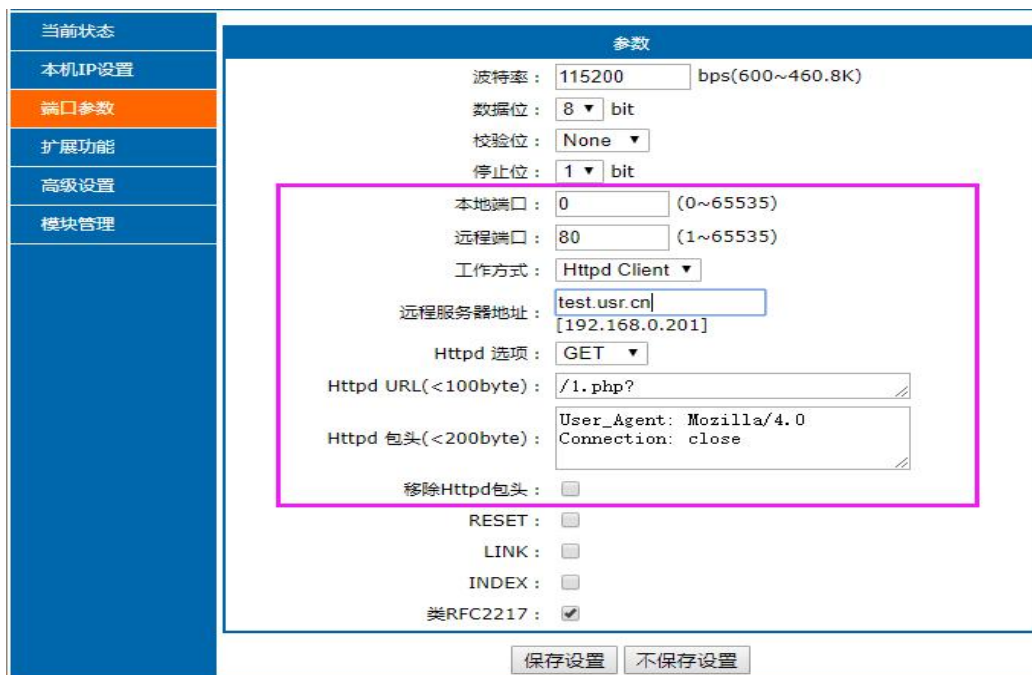 当前状态
本机IP设置
端口参数
扩展功能
高级设置
模块管理
参数
波特率： 115200 bps(600~460.8K)
数据位： 8 bit
校验位： None
停止位： 1 bit
本地端口： 0 (0~65535)
远程端口： 80 (1~65535)
工作方式： Httpd Client
远程服务器地址： test.usr.cn
[192.168.0.201]
Httpd 选项： GET
Httpd URL(<100byte)： /1.php?
Httpd 包头(<200byte)： User_Agent: Mozilla/4.0
Connection: close
移除Httpd包头：
RESET：
LINK：
INDEX：
类RFC2217：
保存设置 不保存设置